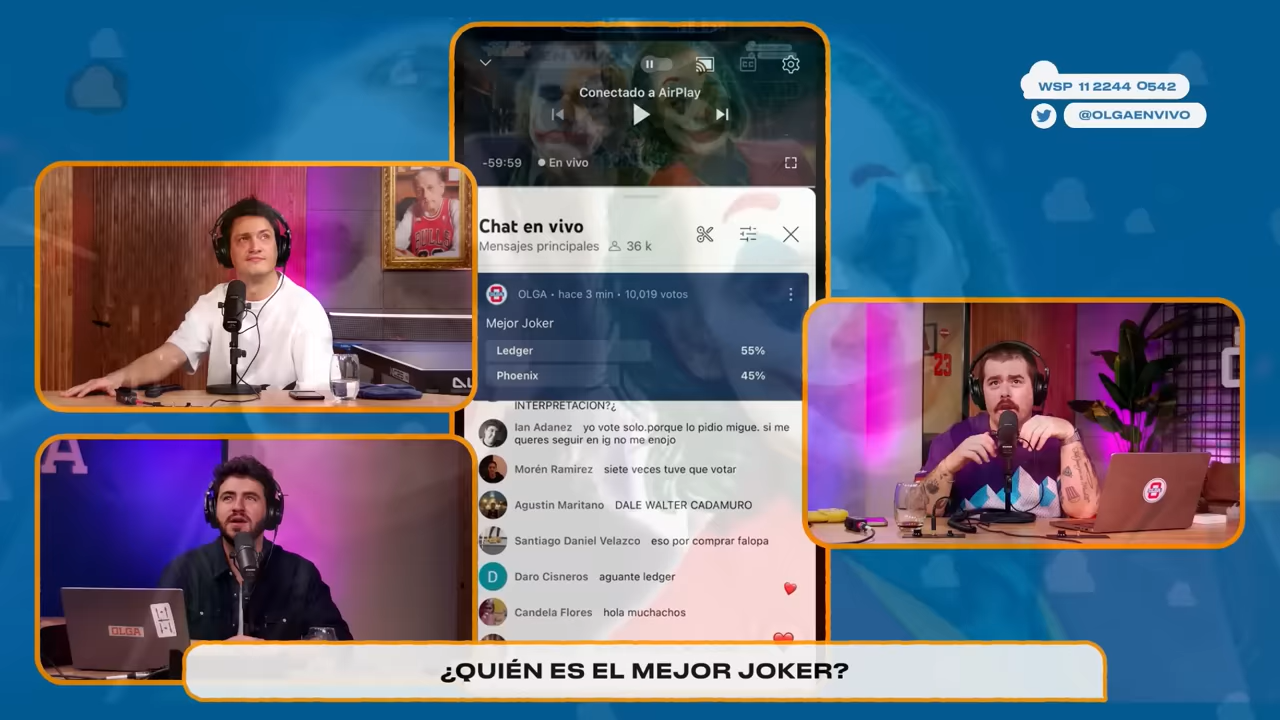 WSP 11 2244 0542
@OLGAENVIVO
Conectado a AirPlay
-59:59
En vivo
CC
Chat en vivo
Mensajes principales
36 k
OLGA • hace 3 min • 10,019 votos
Mejor Joker
Ledger 55%
Phoenix 45%
INTERPRETACION?¿
Ian Adanez yo vote solo.porque lo pidio migue. si me
queres seguir en ig no me enojo
Morén Ramirez siete veces tuve que votar
Agustin Maritano DALE WALTER CADAMURO
Santiago Daniel Velazco eso por comprar falopa
D
Daro Cisneros aguante ledger
Candela Flores hola muchachos
BULLS
23
A
OLGA
¿QUIÉN ES EL MEJOR JOKER?